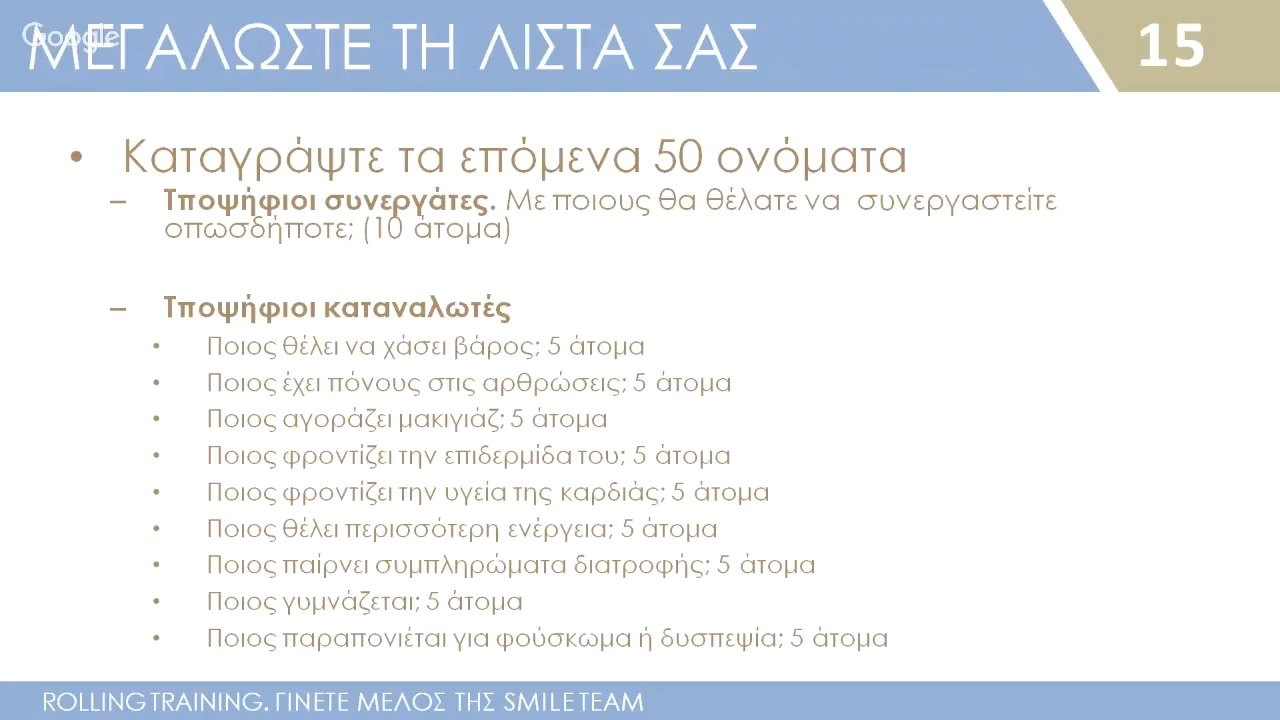 Google
ΜΕΓΑΛΩΣΤΕ ΤΗ ΛΙΣΤΑ ΣΑΣ
15
• Καταγράψτε τα επόμενα 50 ονόματα
– Τποψήφιοι συνεργάτες. Με ποιους θα θέλατε να συνεργαστείτε
οπωσδήποτε; (10 άτομα)
– Τποψήφιοι καταναλωτές
• Ποιος θέλει να χάσει βάρος; 5 άτομα
• Ποιος έχει πόνους στις αρθρώσεις; 5 άτομα
• Ποιος αγοράζει μακιγιάζ; 5 άτομα
• Ποιος φροντίζει την επιδερμίδα του; 5 άτομα
• Ποιος φροντίζει την υγεία της καρδιάς; 5 άτομα
• Ποιος θέλει περισσότερη ενέργεια; 5 άτομα
• Ποιος παίρνει συμπληρώματα διατροφής; 5 άτομα
• Ποιος γυμνάζεται; 5 άτομα
• Ποιος παραπονιέται για φούσκωμα ή δυσπεψία; 5 άτομα
ROLLING TRAINING. ΓΙΝΕΤΕ ΜΕΛΟΣ ΤΗΣ SMILE TEAM